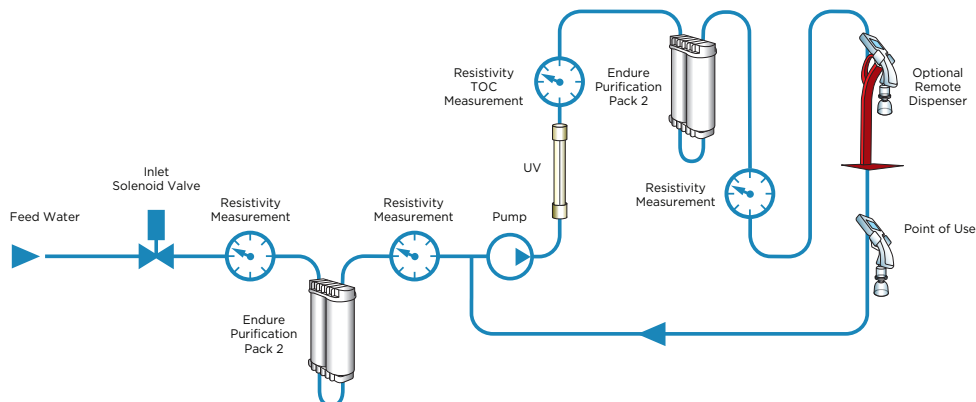 Feed Water
Inlet
Solenoid Valve
Resistivity
Measurement
Endure
Purification
Pack 2
Resistivity
Measurement
Pump
UV
Resistivity
TOC
Measurement
Endure
Purification
Pack 2
Resistivity
Measurement
Optional
Remote
Dispenser
Point of Use